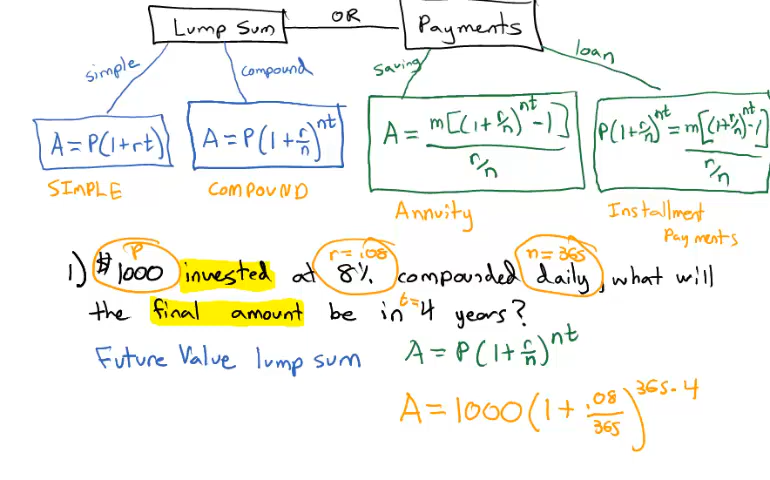 Lump Sum OR Payments
simple compound saving loan
A = P(1+rt) A = P(1+r/n)^nt A = m[(1+r/n)^nt - 1] / r/n P(1+r/n)^nt = m[(1+r/n)^nt - 1] / r/n
SIMPLE COMPOUND Annuity Installment
Payments
P r = .08 n = 365
1) $1000 invested at 8% compounded daily, what will
t=
the final amount be in 4 years?
Future Value lump sum A = P(1+r/n)^nt
A = 1000(1+.08/365)^365·4